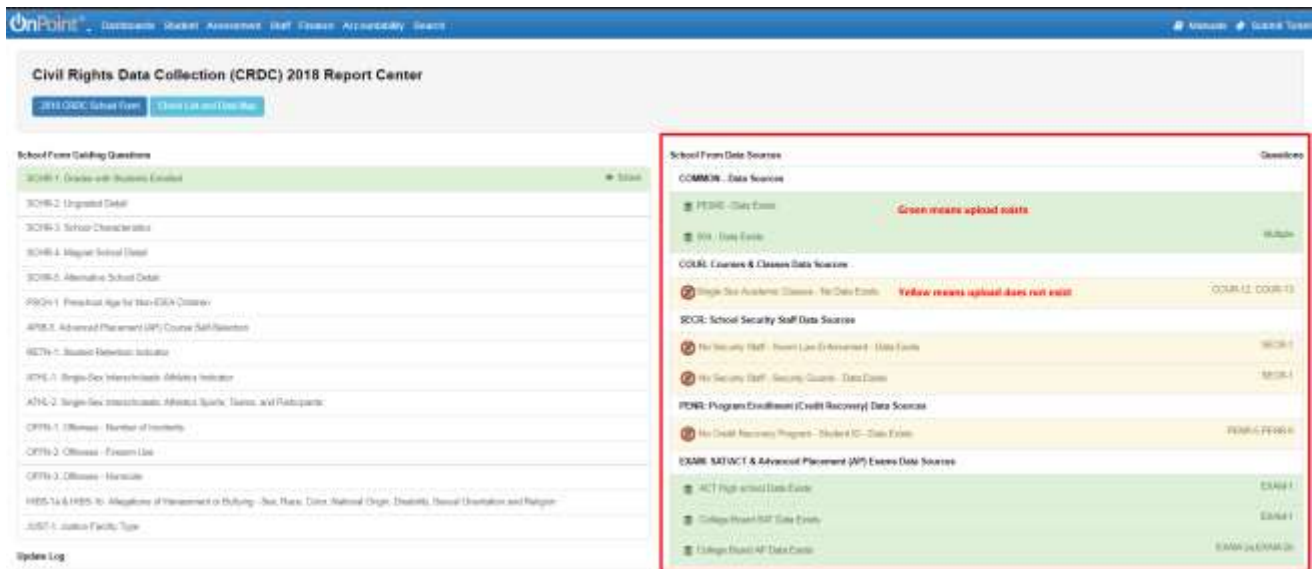 OnPoint Dashboards Student Assessment Staff Finance Accountability Search
Manuals Submit Ticket
Civil Rights Data Collection (CRDC) 2018 Report Center
2018 CRDC School Form Check List and Data Map
School Form Guiding Questions
SCHR-1. Grades with Students Enrolled
SCHR-2. Ungraded Detail
SCHR-3. School Characteristics
SCHR-4. Magnet School Detail
SCHR-5. Alternative School Detail
PSCH-1. Preschool Age for Non-IDEA Children
APIB-5. Advanced Placement (AP) Course Self-Selection
RETN-1. Student Retention Indicator
ATHL-1. Single-Sex Interscholastic Athletics Indicator
ATHL-2. Single-Sex Interscholastic Athletics Sports, Teams, and Participants
OFFN-1. Offenses - Number of Incidents
OFFN-2. Offenses - Firearm Use
OFFN-3. Offenses - Homicide
HIBS-1a & HIBS-1b. Allegations of Harassment or Bullying - Sex, Race, Color, National Origin, Disability, Sexual Orientation and Religion
JUST-1. Justice Facility Type
Update Log
School From Data Sources Questions
COMMON - Data Sources
Data Exists Green means upload exists
Data Exists Multiple
COUR: Courses & Classes Data Sources
Single Sex Academic Classes - No Data Exists Yellow means upload does not exist COUR-12, COUR-13
SECR: School Security Staff Data Sources
No Security Staff - Sworn Law Enforcement - Data Exists SECR-1
No Security Staff - Security Guards - Data Exists SECR-1
PENR: Program Enrollment (Credit Recovery) Data Sources
No Credit Recovery Program - Student ID - Data Exists PENR-5,PENR-6
EXAM: SAT/ACT & Advanced Placement (AP) Exams Data Sources
ACT High school Data Exists EXAM-1
College Board SAT Data Exists EXAM-1
College Board AP Data Exists